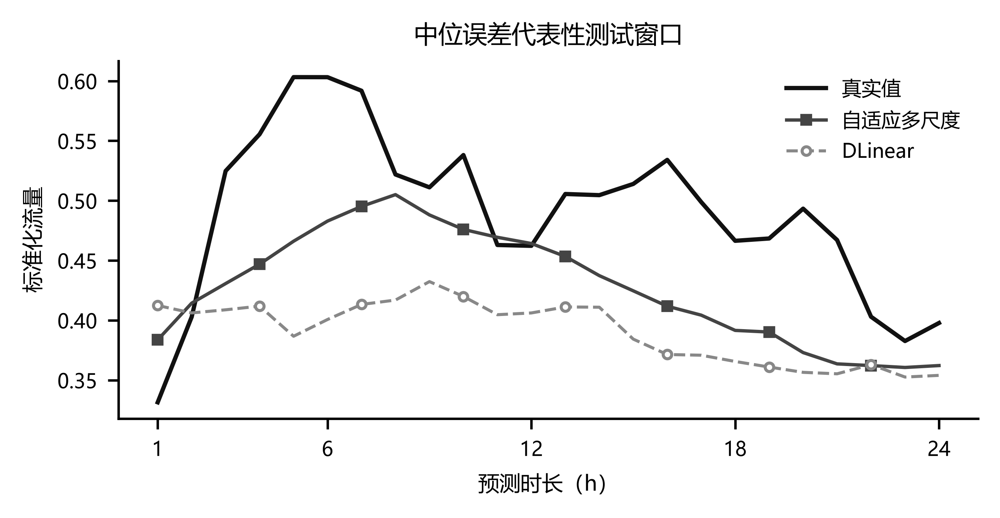 中位误差代表性测试窗口
真实值
自适应多尺度
DLinear
标准化流量
0.60
0.55
0.50
0.45
0.40
0.35
1 6 12 18 24
预测时长（h）